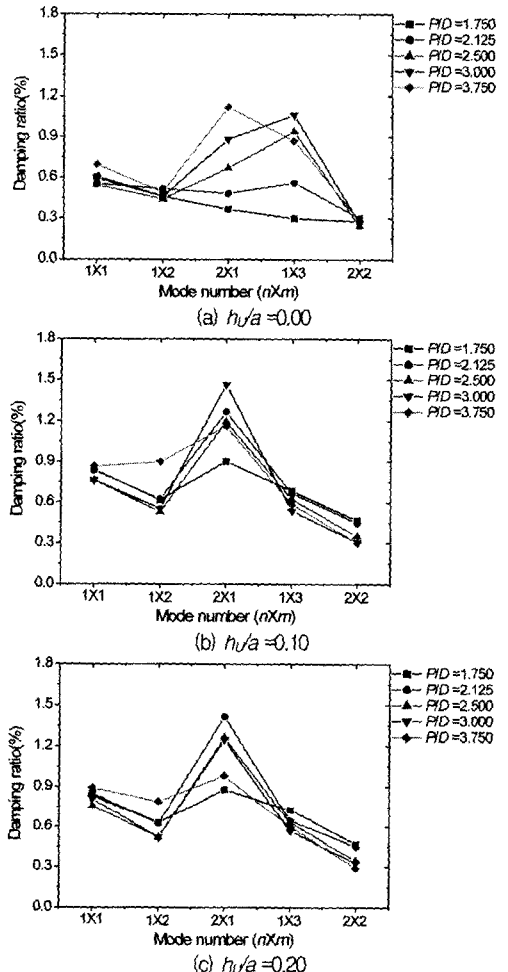 1.8
1.5
1.2
0.9
0.6
0.3
0.0
Damping ratio(%)
1X1
1X2
2X1
1X3
2X2
Mode number (nXm)
P/D=1.750
P/D=2.125
P/D=2.500
P/D=3.000
P/D=3.750
(a) hU/a=0.00
1.8
1.5
1.2
0.9
0.6
0.3
0.0
Damping ratio(%)
1X1
1X2
2X1
1X3
2X2
Mode number (nXm)
P/D=1.750
P/D=2.125
P/D=2.500
P/D=3.000
P/D=3.750
(b) hU/a=0.10
1.8
1.5
1.2
0.9
0.6
0.3
0.0
Damping ratio(%)
1X1
1X2
2X1
1X3
2X2
Mode number (nXm)
P/D=1.750
P/D=2.125
P/D=2.500
P/D=3.000
P/D=3.750
(c) hU/a=0.20